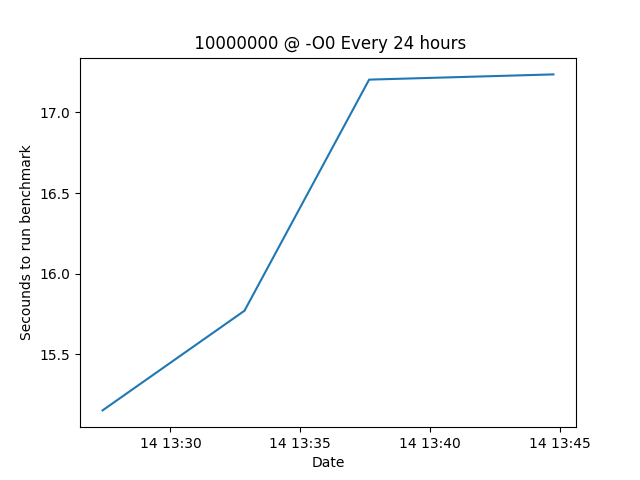 10000000 @ -O0 Every 24 hours
Secounds to run benchmark
17.0
16.5
16.0
15.5
14 13:30
14 13:35
14 13:40
14 13:45
Date